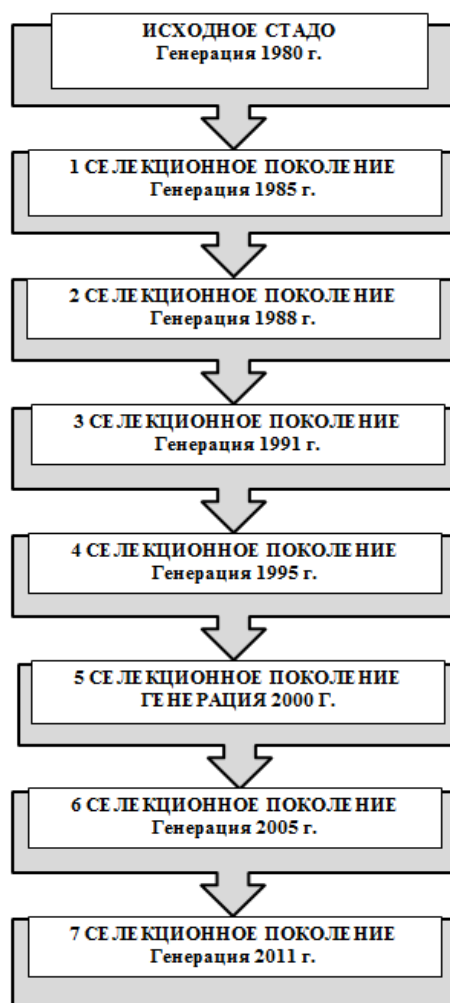 ИСХОДНОЕ СТАДО
Генерация 1980 г.
1 СЕЛЕКЦИОННОЕ ПОКОЛЕНИЕ
Генерация 1985 г.
2 СЕЛЕКЦИОННОЕ ПОКОЛЕНИЕ
Генерация 1988 г.
3 СЕЛЕКЦИОННОЕ ПОКОЛЕНИЕ
Генерация 1991 г.
4 СЕЛЕКЦИОННОЕ ПОКОЛЕНИЕ
Генерация 1995 г.
5 СЕЛЕКЦИОННОЕ ПОКОЛЕНИЕ
ГЕНЕРАЦИЯ 2000 Г.
6 СЕЛЕКЦИОННОЕ ПОКОЛЕНИЕ
Генерация 2005 г.
7 СЕЛЕКЦИОННОЕ ПОКОЛЕНИЕ
Генерация 2011 г.